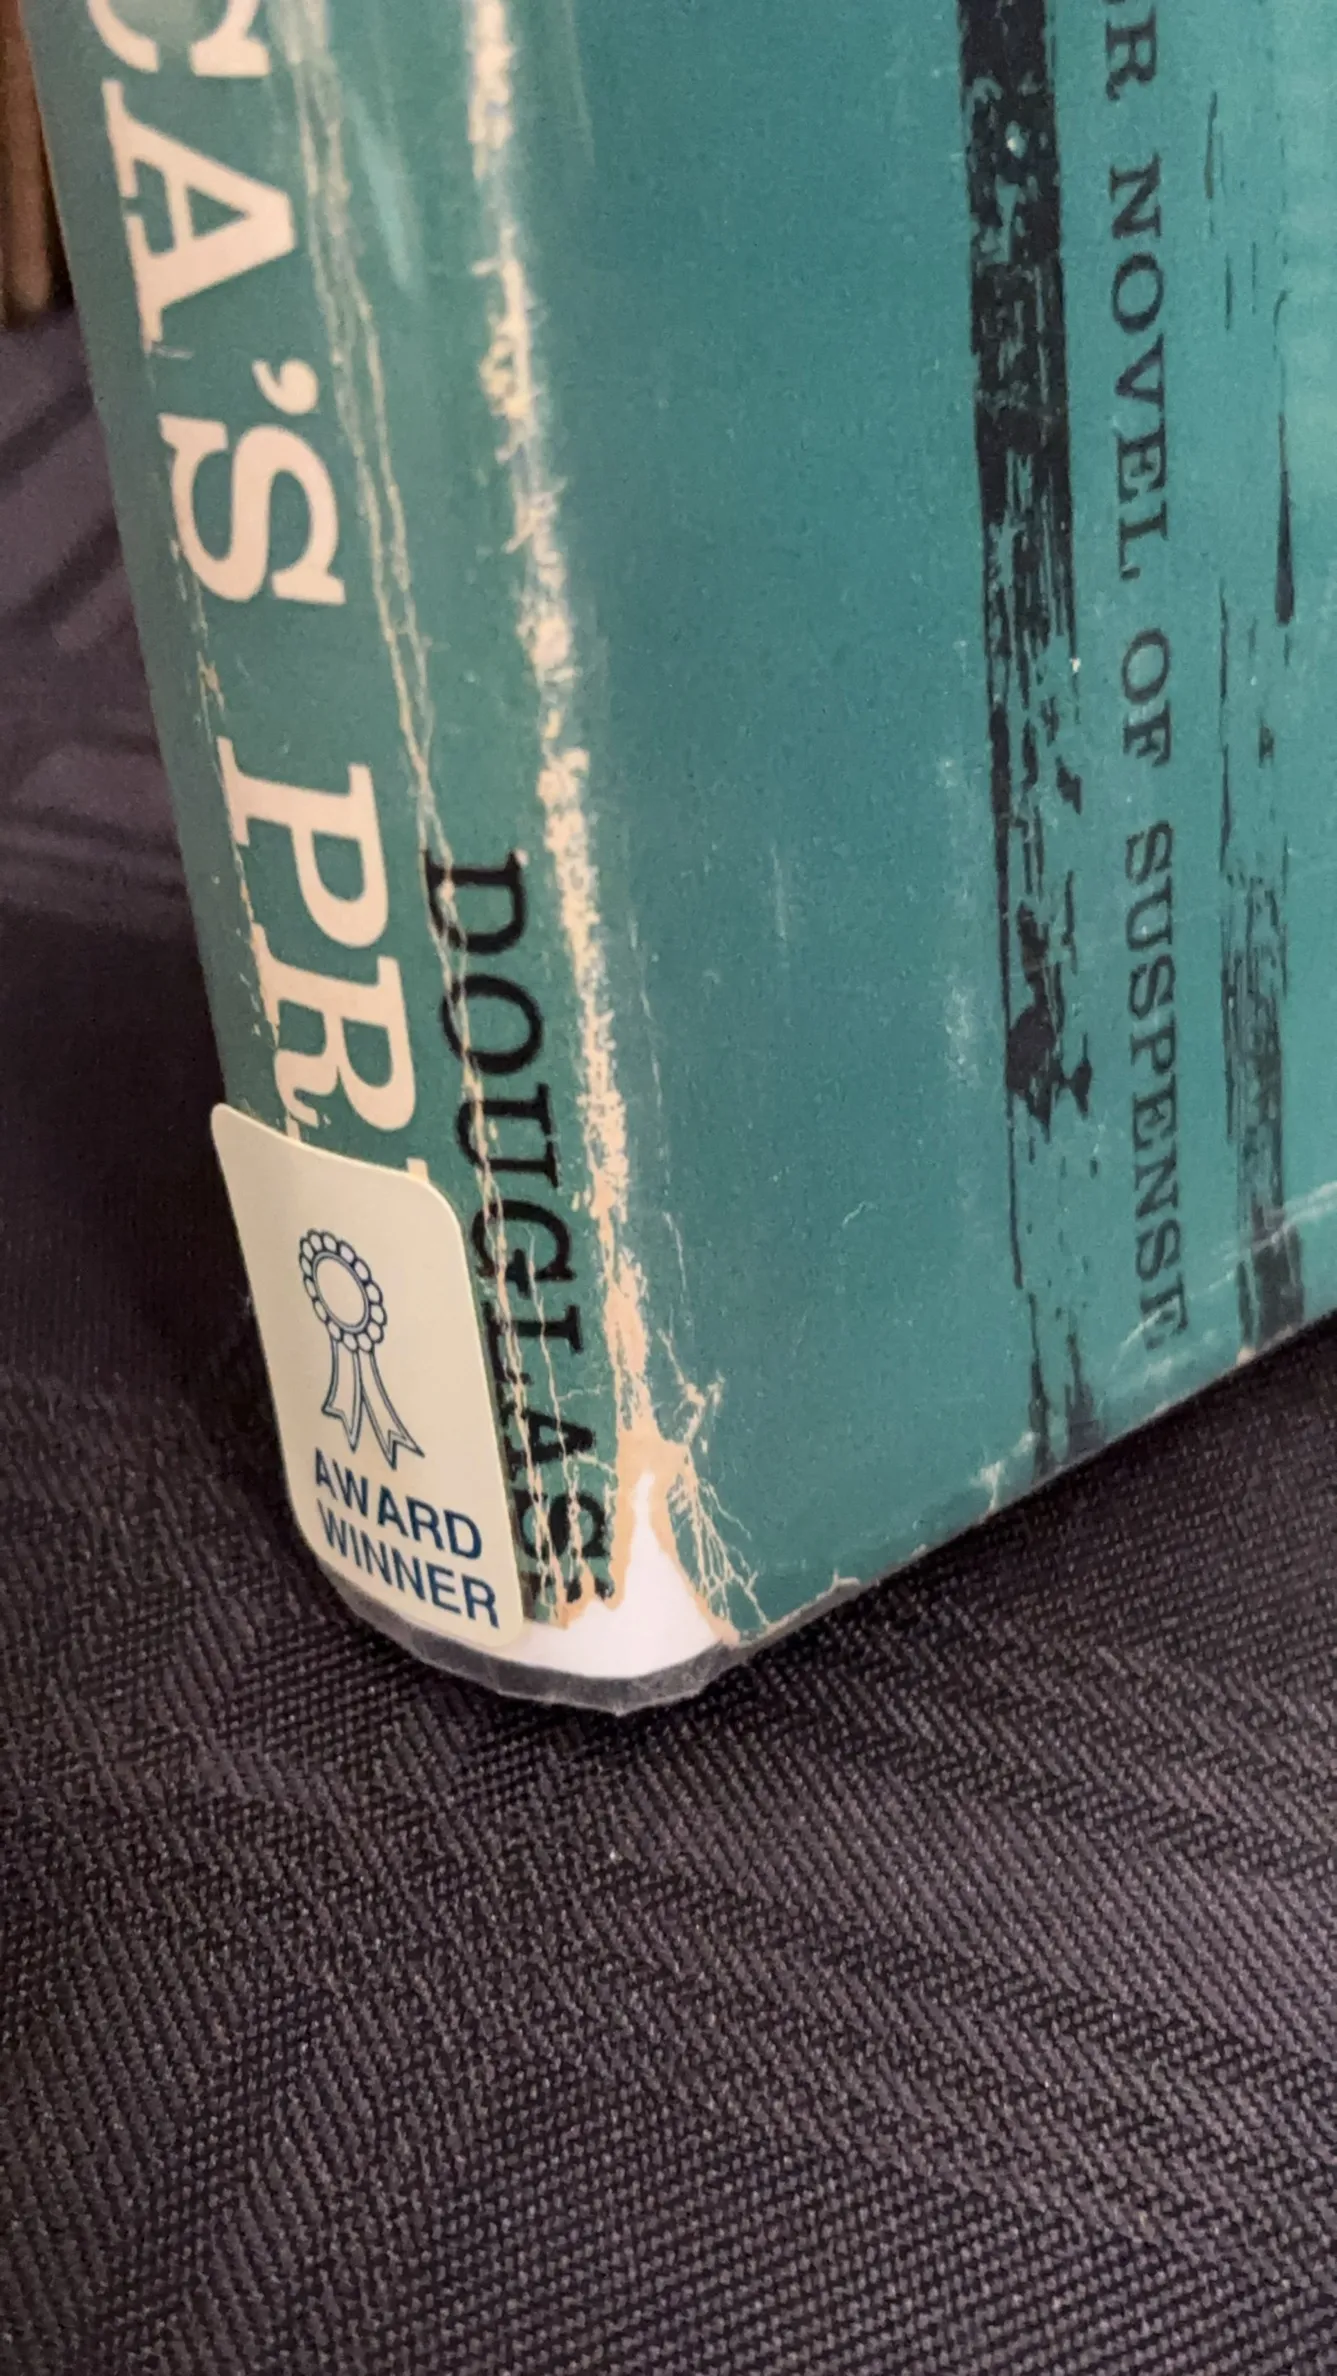 CA'S PR
DOUGLAS
AWARD
WINNER
R NOVEL OF SUSPENSE